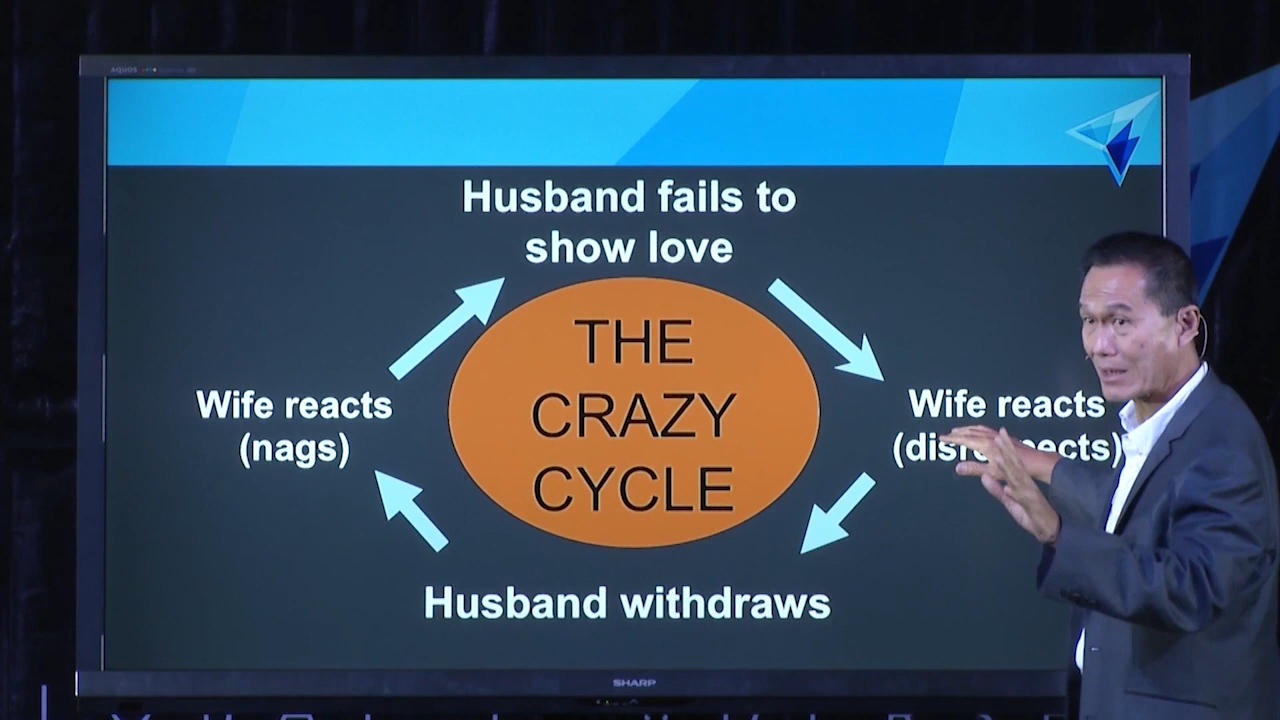 AQUOS
Husband fails to
show love
THE
CRAZY
CYCLE
Wife reacts
(nags)
Wife reacts
Husband withdraws
SHARP